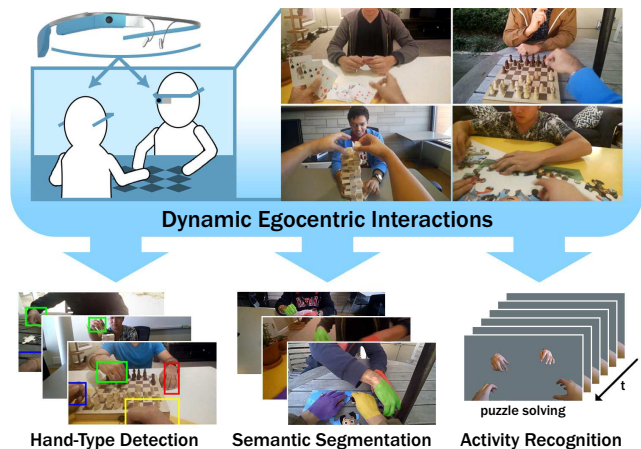 Dynamic Egocentric Interactions
t
puzzle solving
Hand-Type Detection
Semantic Segmentation
Activity Recognition